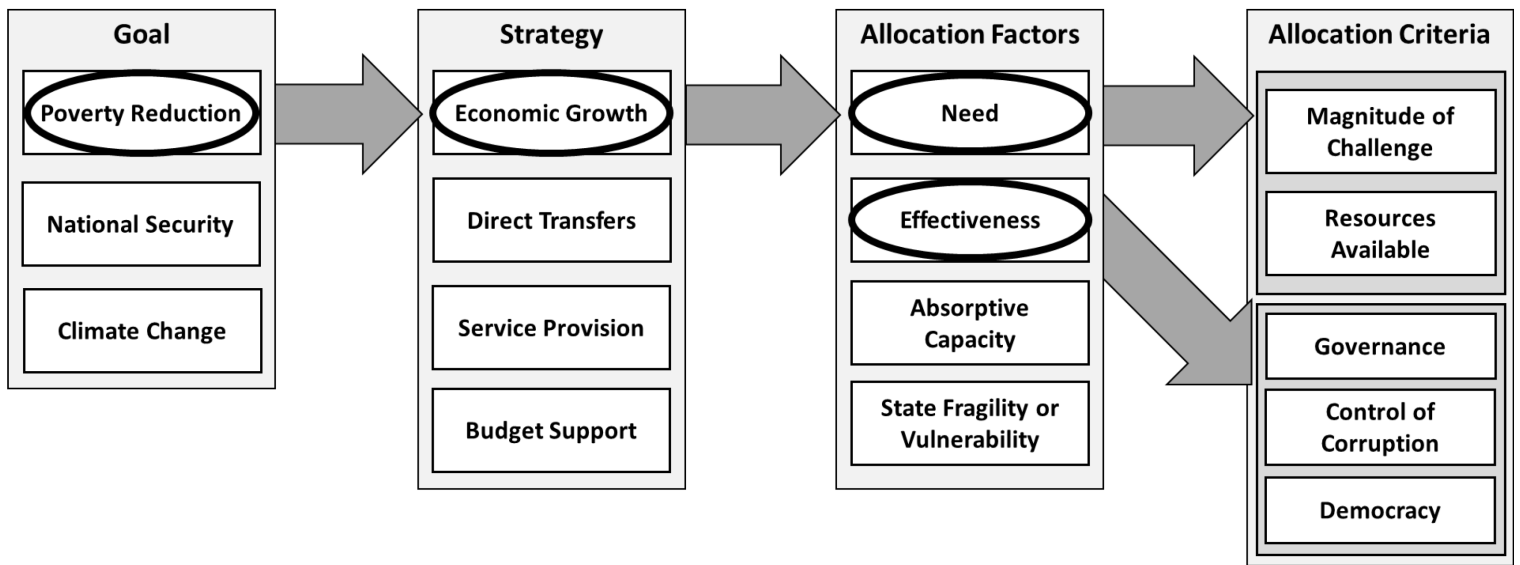 Goal
Poverty Reduction
National Security
Climate Change
Strategy
Economic Growth
Direct Transfers
Service Provision
Budget Support
Allocation Factors
Need
Effectiveness
Absorptive
Capacity
State Fragility or
Vulnerability
Allocation Criteria
Magnitude of
Challenge
Resources
Available
Governance
Control of
Corruption
Democracy